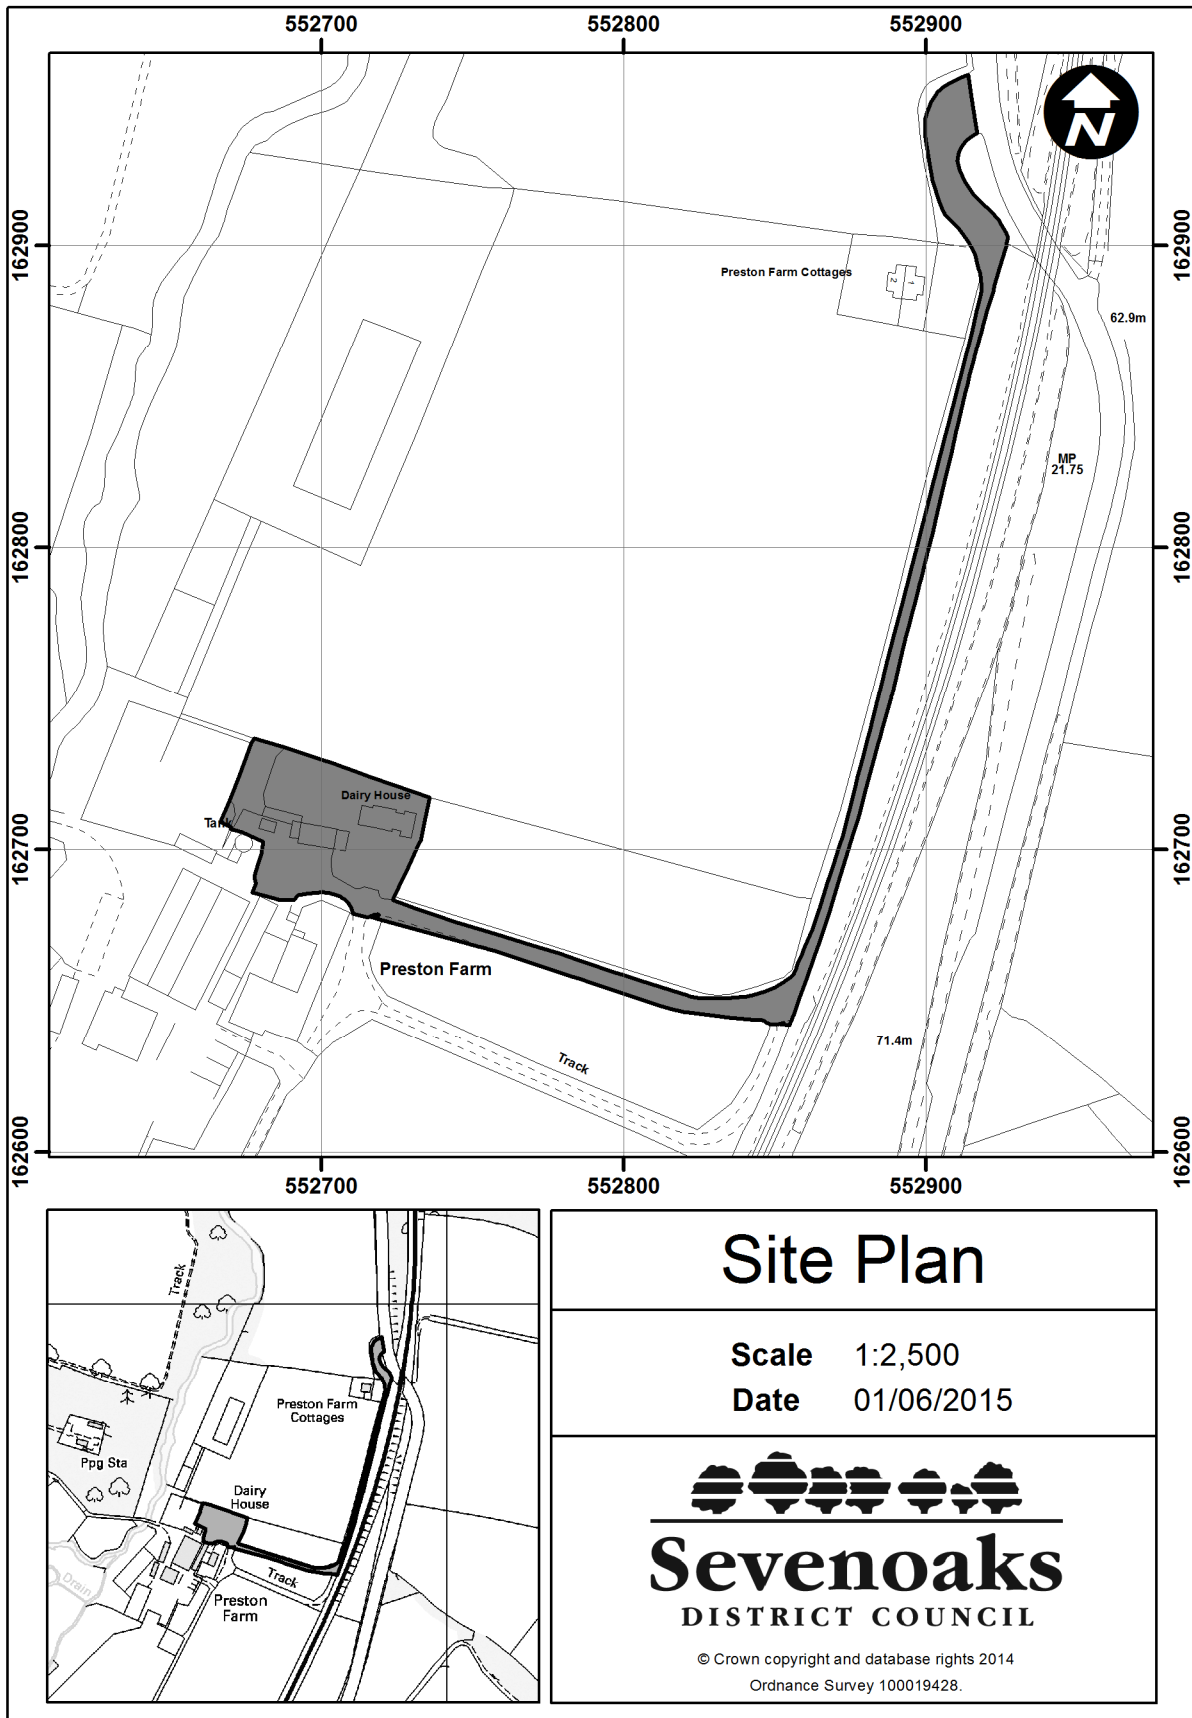 552700
552800
552900
N
162900
162900
Preston Farm Cottages
2
1
62.9m
MP
21.75
162800
162800
Dairy House
Tank
162700
162700
Preston Farm
71.4m
Track
162600
162600
552700
552800
552900
Track
Preston Farm
Cottages
Ppg Sta
Dairy
House
Track
Drain
Preston
Farm
Site Plan
Scale 1:2,500
Date 01/06/2015
Sevenoaks
DISTRICT COUNCIL
© Crown copyright and database rights 2014
Ordnance Survey 100019428.